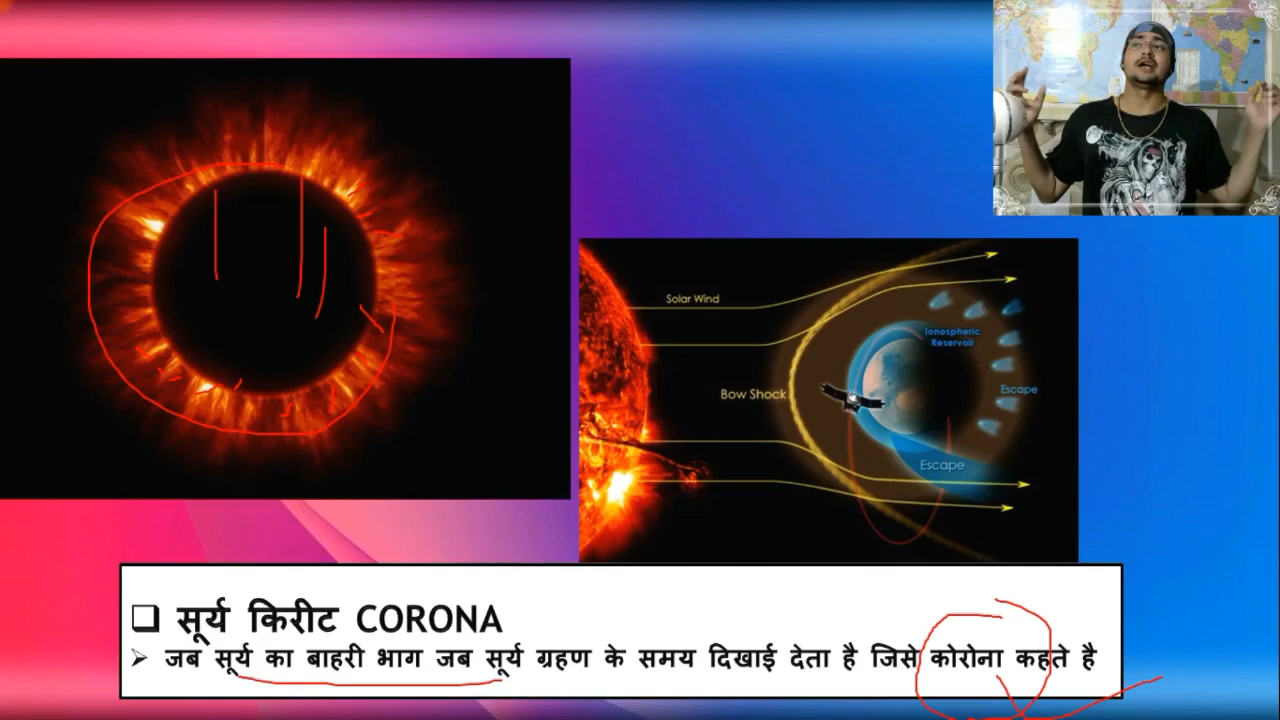 Solar Wind
Ionospheric
Reservoir
Bow Shock
Escape
Escape
❑ सूर्य किरीट CORONA
➢ जब सूर्य का बाहरी भाग जब सूर्य ग्रहण के समय दिखाई देता है जिसे कोरोना कहते है